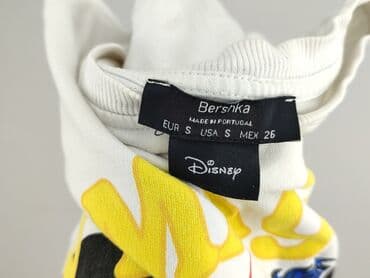 Bershka
MADE IN PORTUGAL
EUR S USA S MEX 26
Disney